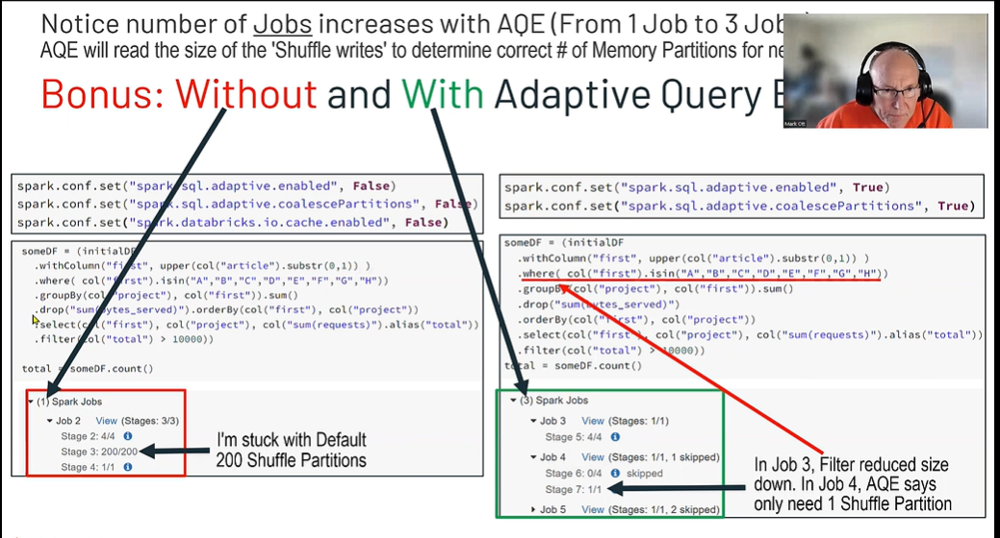 Notice number of Jobs increases with AQE (From 1 Job to 3 Job
AQE will read the size of the 'Shuffle writes' to determine correct # of Memory Partitions for ne
Bonus: Without and With Adaptive Query E
Mark Ott
spark.conf.set("spark.sql.adaptive.enabled", False)
spark.conf.set("spark.sql.adaptive.coalescePartitions", False)
spark.conf.set("spark.databricks.io.cache.enabled", False)
someDF = (initialDF
.withColumn("first", upper(col("article").substr(0,1)) )
.where( col("first").isin("A","B","C","D","E","F","G","H"))
.groupBy(col("project"), col("first")).sum()
.drop("sum(bytes_served)").orderBy(col("first"), col("project"))
.select(col("first"), col("project"), col("sum(requests)").alias("total"))
.filter(col("total") > 10000))
total = someDF.count()
(1) Spark Jobs
Job 2 View (Stages: 3/3)
Stage 2: 4/4
Stage 3: 200/200
Stage 4: 1/1
I'm stuck with Default
200 Shuffle Partitions
spark.conf.set("spark.sql.adaptive.enabled", True)
spark.conf.set("spark.sql.adaptive.coalescePartitions", True)
someDF = (initialDF
.withColumn("first", upper(col("article").substr(0,1)) )
.where( col("first").isin("A","B","C","D","E","F","G","H"))
.groupBy(col("project"), col("first")).sum()
.drop("sum(bytes_served)")
.orderBy(col("first"), col("project"))
.select(col("first"), col("project"), col("sum(requests)").alias("total"))
.filter(col("total") > 10000))
total = someDF.count()
(3) Spark Jobs
Job 3 View (Stages: 1/1)
Stage 5: 4/4
Job 4 View (Stages: 1/1, 1 skipped)
Stage 6: 0/4 skipped
Stage 7: 1/1
Job 5 View (Stages: 1/1, 2 skipped)
In Job 3, Filter reduced size
down. In Job 4, AQE says
only need 1 Shuffle Partition